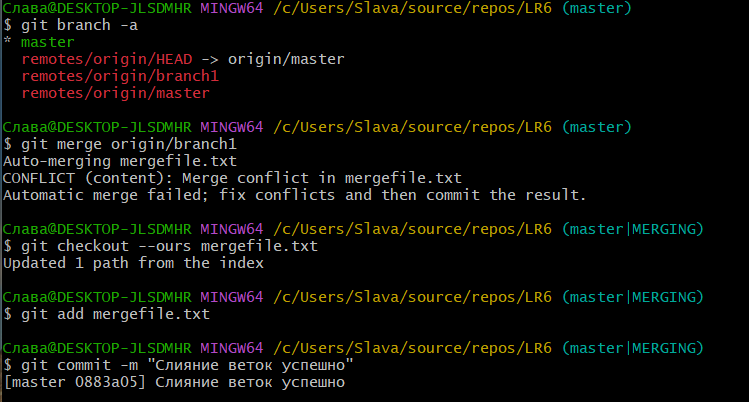 Слава@DESKTOP-JLSDMHR MINGW64 /c/Users/Slava/source/repos/LR6 (master)
$ git branch -a
* master
  remotes/origin/HEAD -> origin/master
  remotes/origin/branch1
  remotes/origin/master

Слава@DESKTOP-JLSDMHR MINGW64 /c/Users/Slava/source/repos/LR6 (master)
$ git merge origin/branch1
Auto-merging mergefile.txt
CONFLICT (content): Merge conflict in mergefile.txt
Automatic merge failed; fix conflicts and then commit the result.

Слава@DESKTOP-JLSDMHR MINGW64 /c/Users/Slava/source/repos/LR6 (master|MERGING)
$ git checkout --ours mergefile.txt
Updated 1 path from the index

Слава@DESKTOP-JLSDMHR MINGW64 /c/Users/Slava/source/repos/LR6 (master|MERGING)
$ git add mergefile.txt

Слава@DESKTOP-JLSDMHR MINGW64 /c/Users/Slava/source/repos/LR6 (master|MERGING)
$ git commit -m "Слияние веток успешно"
[master 0883a05] Слияние веток успешно